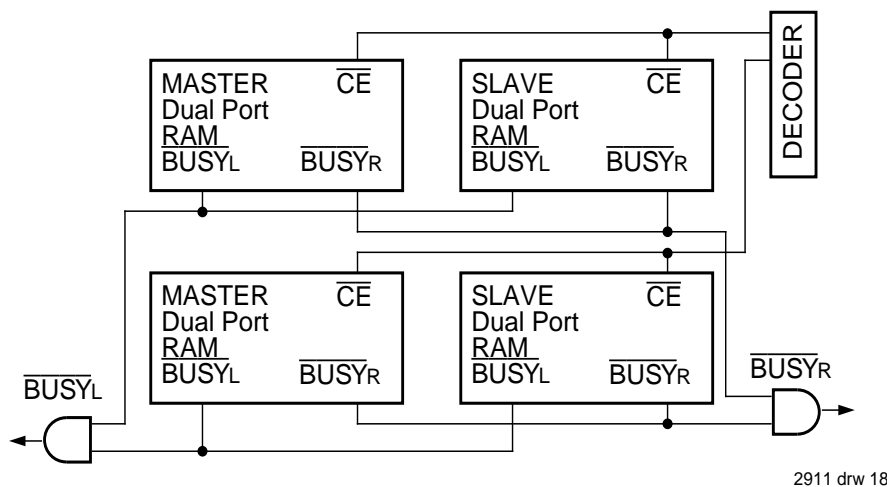 MASTER CE
Dual Port
RAM
BUSYL BUSYR
SLAVE CE
Dual Port
RAM
BUSYL BUSYR
DECODER
MASTER CE
Dual Port
RAM
BUSYL BUSYR
SLAVE CE
Dual Port
RAM
BUSYL BUSYR
BUSYL
BUSYR
2911 drw 18